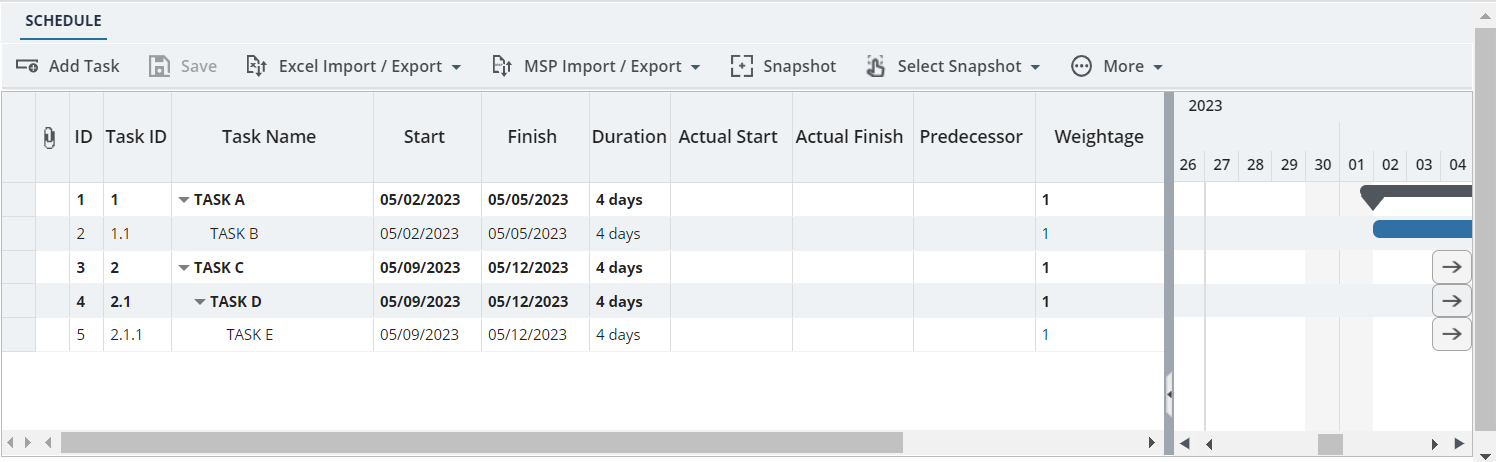 SCHEDULE
Add Task Save Excel Import / Export MSP Import / Export Snapshot Select Snapshot More
2023
ID Task ID Task Name Start Finish Duration Actual Start Actual Finish Predecessor Weightage
26 27 28 29 30 01 02 03 04
1 1 TASK A 05/02/2023 05/05/2023 4 days 1
2 1.1 TASK B 05/02/2023 05/05/2023 4 days 1
3 2 TASK C 05/09/2023 05/12/2023 4 days 1
4 2.1 TASK D 05/09/2023 05/12/2023 4 days 1
5 2.1.1 TASK E 05/09/2023 05/12/2023 4 days 1